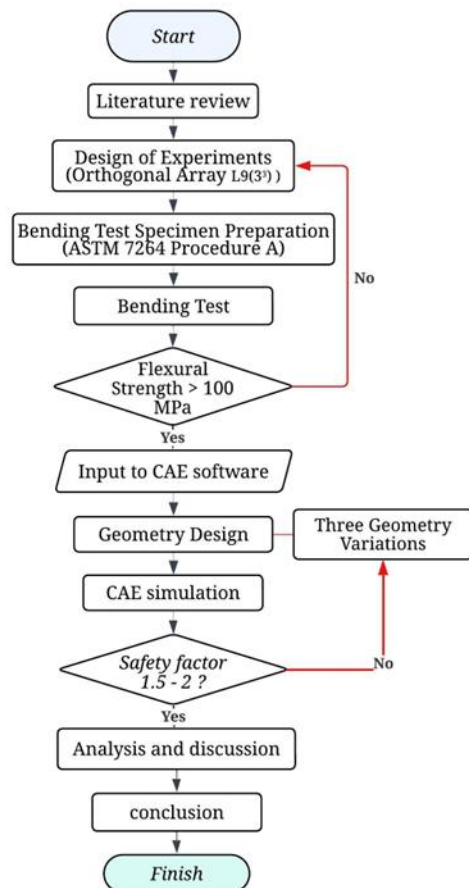 Start
Literature review
Design of Experiments
(Orthogonal Array L9(3³) )
Bending Test Specimen Preparation
(ASTM 7264 Procedure A)
No
Bending Test
Flexural
Strength > 100
MPa
Yes
Input to CAE software
Geometry Design
Three Geometry
Variations
CAE simulation
Safety factor
1.5 - 2 ?
No
Yes
Analysis and discussion
conclusion
Finish